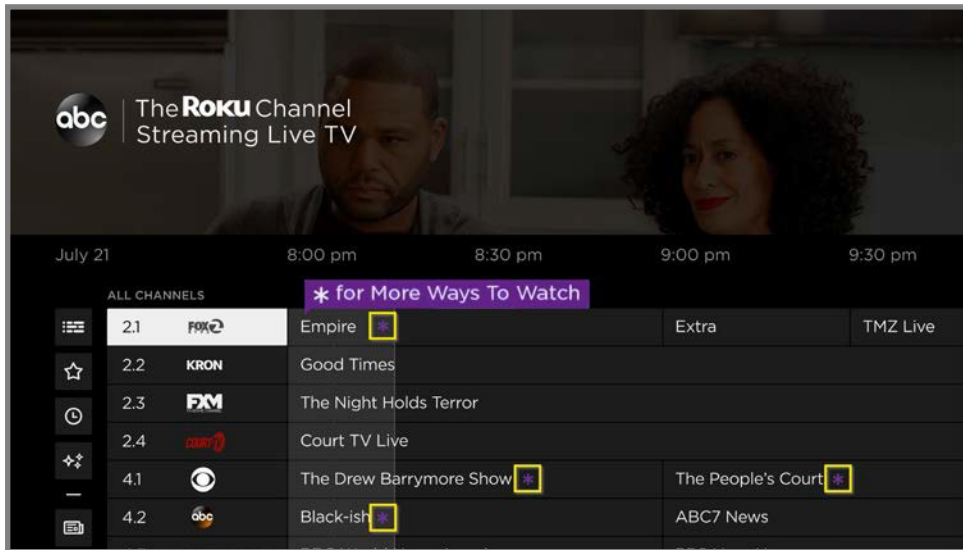 abc
The ROKU Channel
Streaming Live TV
July 21
8:00 pm
8:30 pm
9:00 pm
9:30 pm
ALL CHANNELS
* for More Ways To Watch
2.1 FOX 2 Empire * Extra TMZ Live
2.2 KRON Good Times
2.3 FXM The Night Holds Terror
2.4 COURT TV Court TV Live
4.1 The Drew Barrymore Show * The People's Court *
4.2 abc Black-ish * ABC7 News